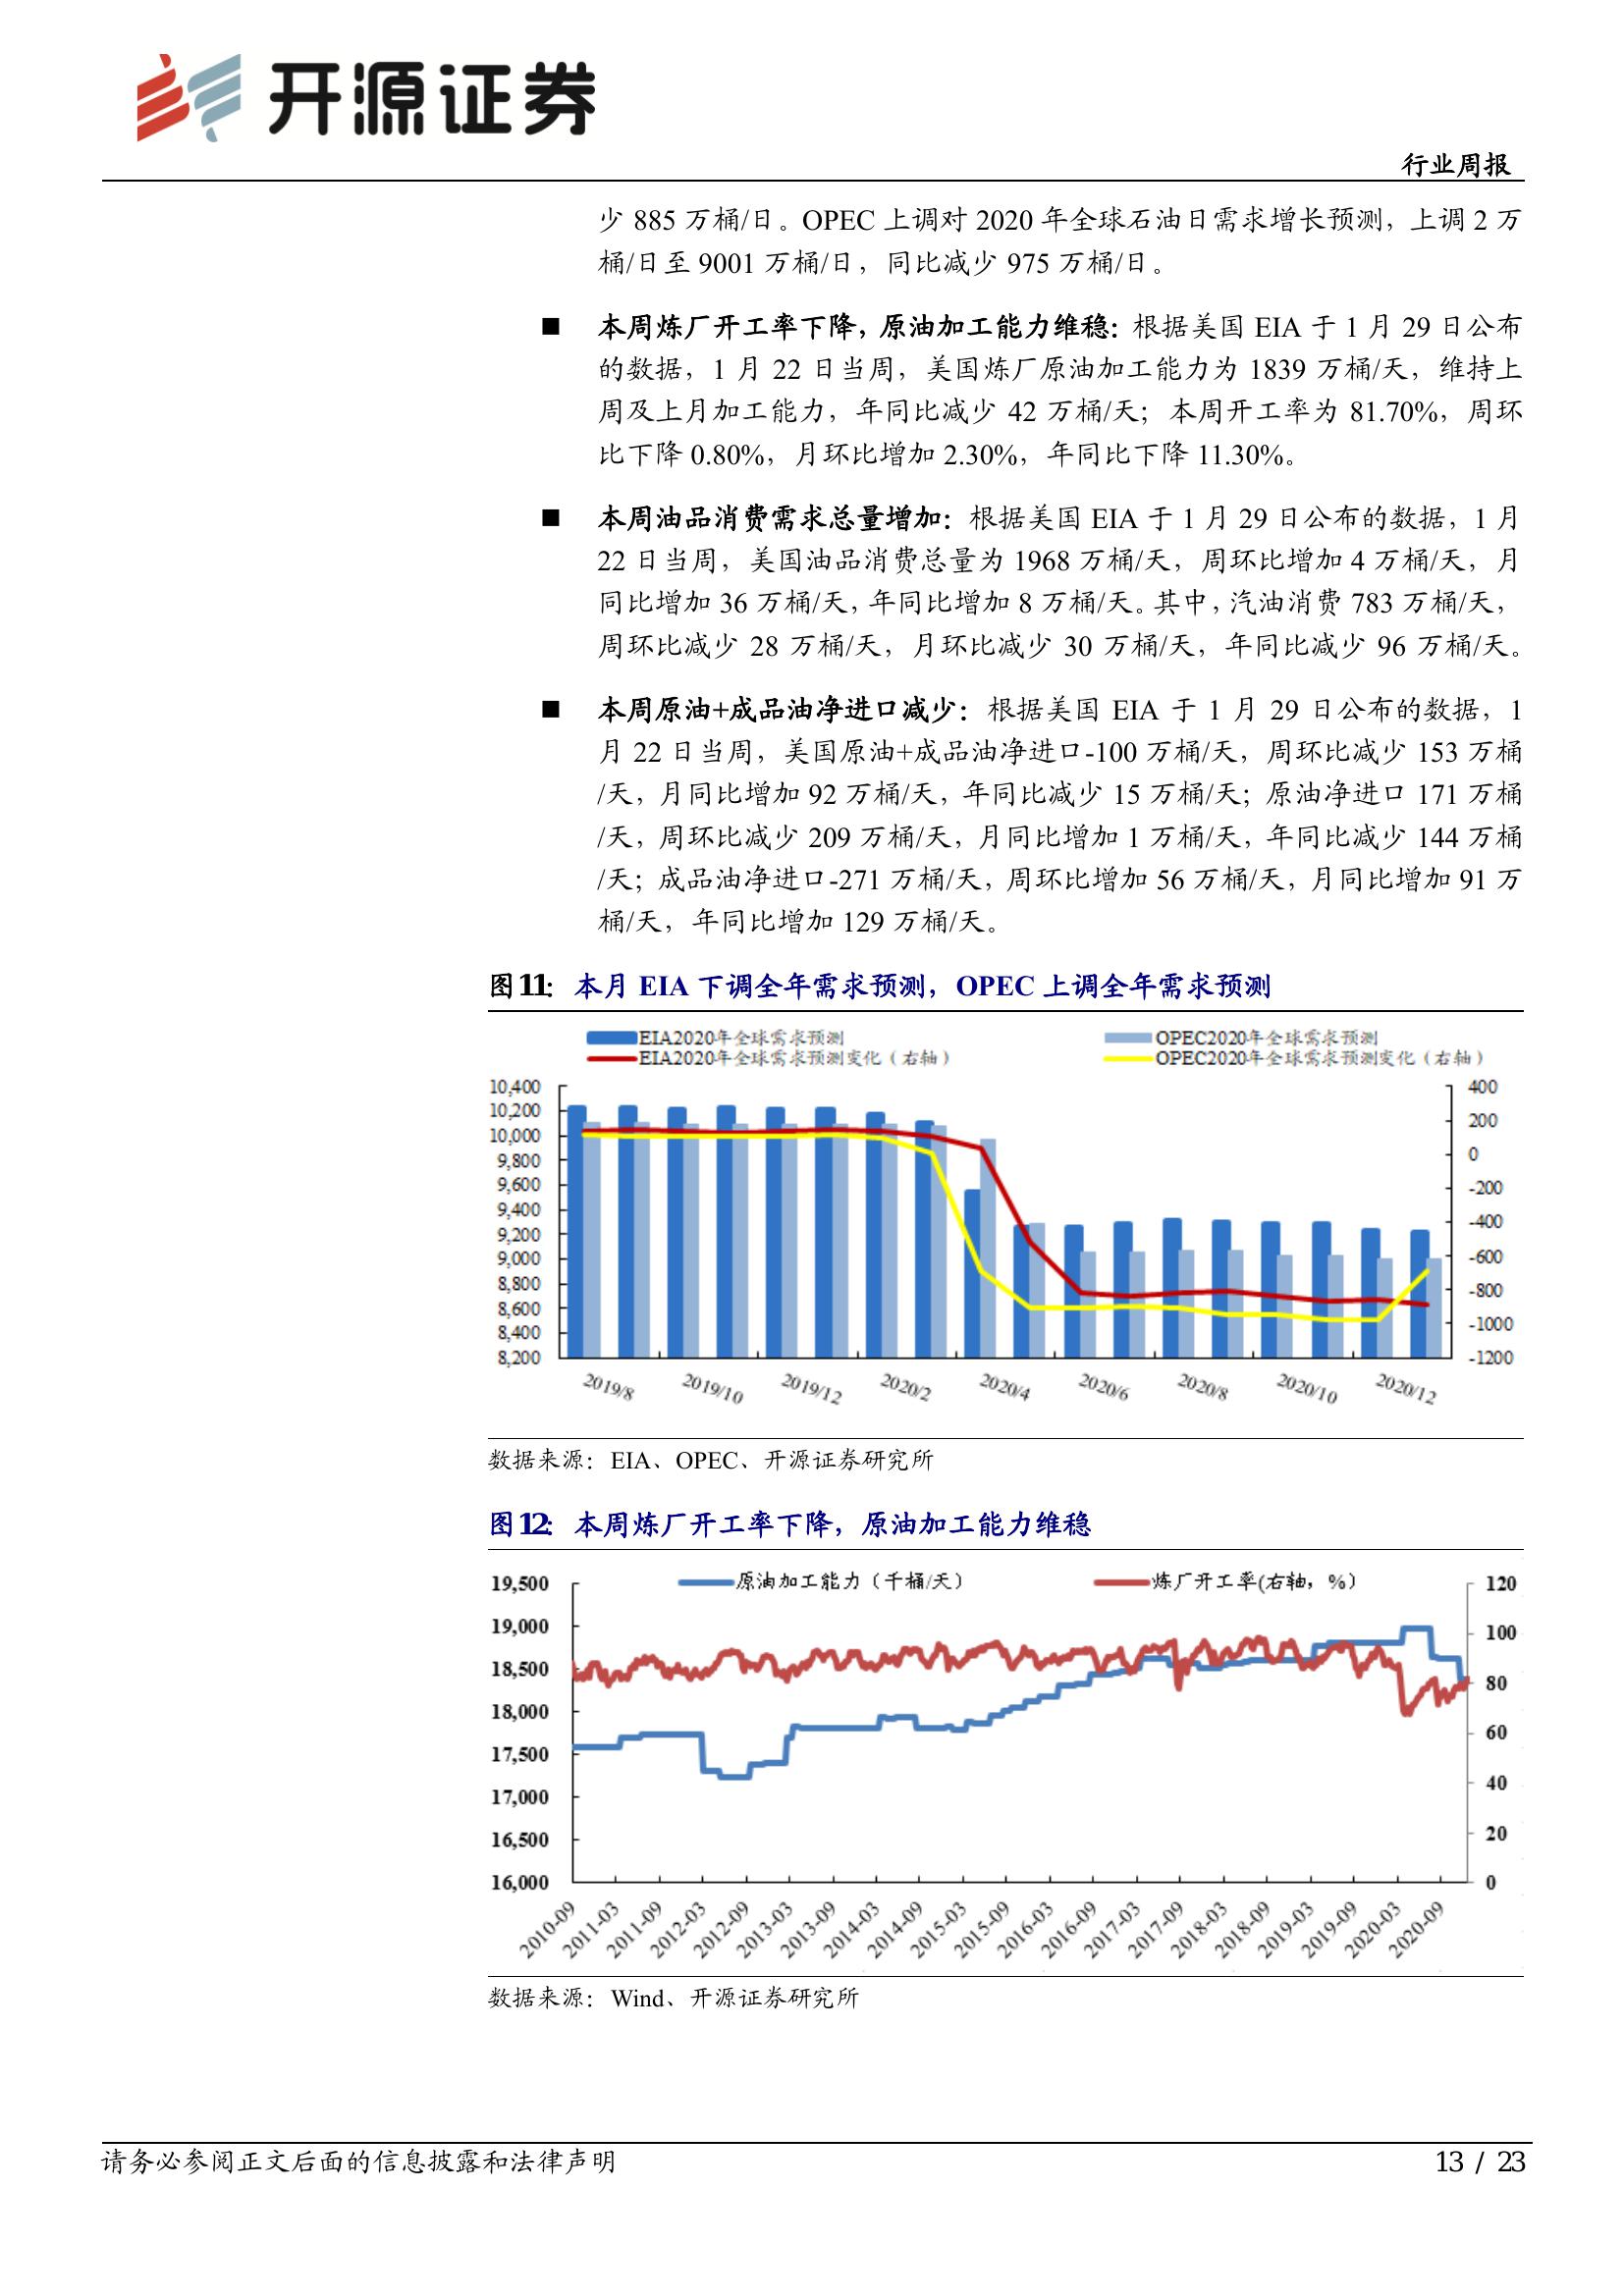 开源证券
行业周报
少 885 万桶/日。OPEC 上调对 2020 年全球石油日需求增长预测，上调 2 万
桶/日至 9001 万桶/日，同比减少 975 万桶/日。
■ 本周炼厂开工率下降，原油加工能力维稳：根据美国 EIA 于 1 月 29 日公布
的数据，1 月 22 日当周，美国炼厂原油加工能力为 1839 万桶/天，维持上
周及上月加工能力，年同比减少 42 万桶/天；本周开工率为 81.70%，周环
比下降 0.80%，月环比增加 2.30%，年同比下降 11.30%。
■ 本周油品消费需求总量增加：根据美国 EIA 于 1 月 29 日公布的数据，1 月
22 日当周，美国油品消费总量为 1968 万桶/天，周环比增加 4 万桶/天，月
同比增加 36 万桶/天，年同比增加 8 万桶/天。其中，汽油消费 783 万桶/天，
周环比减少 28 万桶/天，月环比减少 30 万桶/天，年同比减少 96 万桶/天。
■ 本周原油+成品油净进口减少：根据美国 EIA 于 1 月 29 日公布的数据，1
月 22 日当周，美国原油+成品油净进口-100 万桶/天，周环比减少 153 万桶
/天，月同比增加 92 万桶/天，年同比减少 15 万桶/天；原油净进口 171 万桶
/天，周环比减少 209 万桶/天，月同比增加 1 万桶/天，年同比减少 144 万桶
/天；成品油净进口-271 万桶/天，周环比增加 56 万桶/天，月同比增加 91 万
桶/天，年同比增加 129 万桶/天。
图11： 本月 EIA 下调全年需求预测，OPEC 上调全年需求预测
EIA2020年全球需求预测 OPEC2020年全球需求预测
EIA2020年全球需求预测变化（右轴） OPEC2020年全球需求预测变化（右轴）
10,400 400
10,200 200
10,000 0
9,800 -200
9,600 -400
9,400 -600
9,200 -800
9,000 -1000
8,800 -1200
8,600
8,400
8,200
2019/8 2019/10 2019/12 2020/2 2020/4 2020/6 2020/8 2020/10 2020/12
数据来源：EIA、OPEC、开源证券研究所
图12： 本周炼厂开工率下降，原油加工能力维稳
原油加工能力（千桶/天） 炼厂开工率(右轴，%）
19,500 120
19,000 100
18,500 80
18,000 60
17,500 40
17,000 20
16,500 0
16,000
2010-09 2011-03 2011-09 2012-03 2012-09 2013-03 2013-09 2014-03 2014-09 2015-03 2015-09 2016-03 2016-09 2017-03 2017-09 2018-03 2018-09 2019-03 2019-09 2020-03 2020-09
数据来源：Wind、开源证券研究所
请务必参阅正文后面的信息披露和法律声明 13 / 23